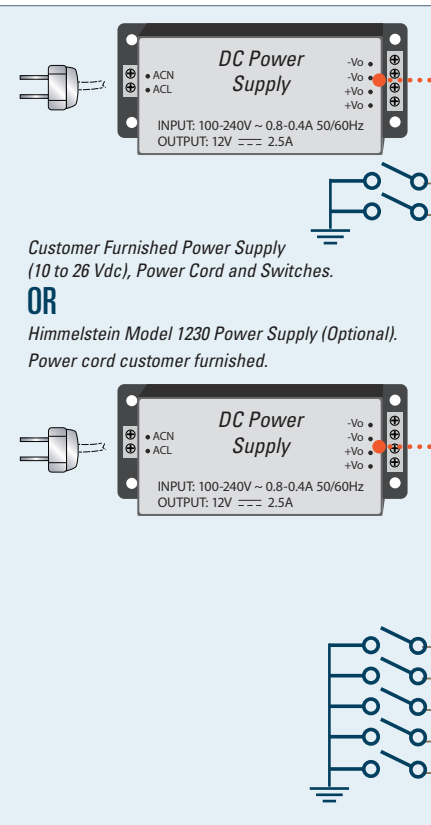 DC Power
Supply
ACN
ACL
-Vo
-Vo
+Vo
+Vo
INPUT: 100-240V ~ 0.8-0.4A 50/60Hz
OUTPUT: 12V ⎓ 2.5A
Customer Furnished Power Supply
(10 to 26 Vdc), Power Cord and Switches.
OR
Himmelstein Model 1230 Power Supply (Optional).
Power cord customer furnished.
DC Power
Supply
ACN
ACL
-Vo
-Vo
+Vo
+Vo
INPUT: 100-240V ~ 0.8-0.4A 50/60Hz
OUTPUT: 12V ⎓ 2.5A